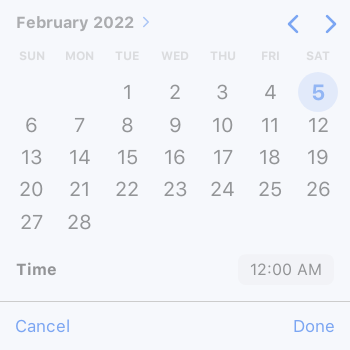 February 2022
SUN MON TUE WED THU FRI SAT
1 2 3 4 5
6 7 8 9 10 11 12
13 14 15 16 17 18 19
20 21 22 23 24 25 26
27 28
Time 12:00 AM
Cancel Done